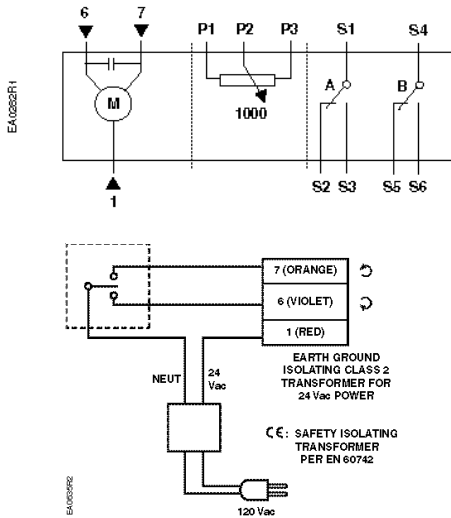 6 7 P1 P2 P3 S1 S4
EA0262R1
M
1000
A
B
1
S2 S3 S5 S6
7 (ORANGE)
6 (VIOLET)
1 (RED)
NEUT
24
Vac
EARTH GROUND
ISOLATING CLASS 2
TRANSFORMER FOR
24 Vac POWER
CE: SAFETY ISOLATING
TRANSFORMER
PER EN 60742
EA0635R2
120 Vac